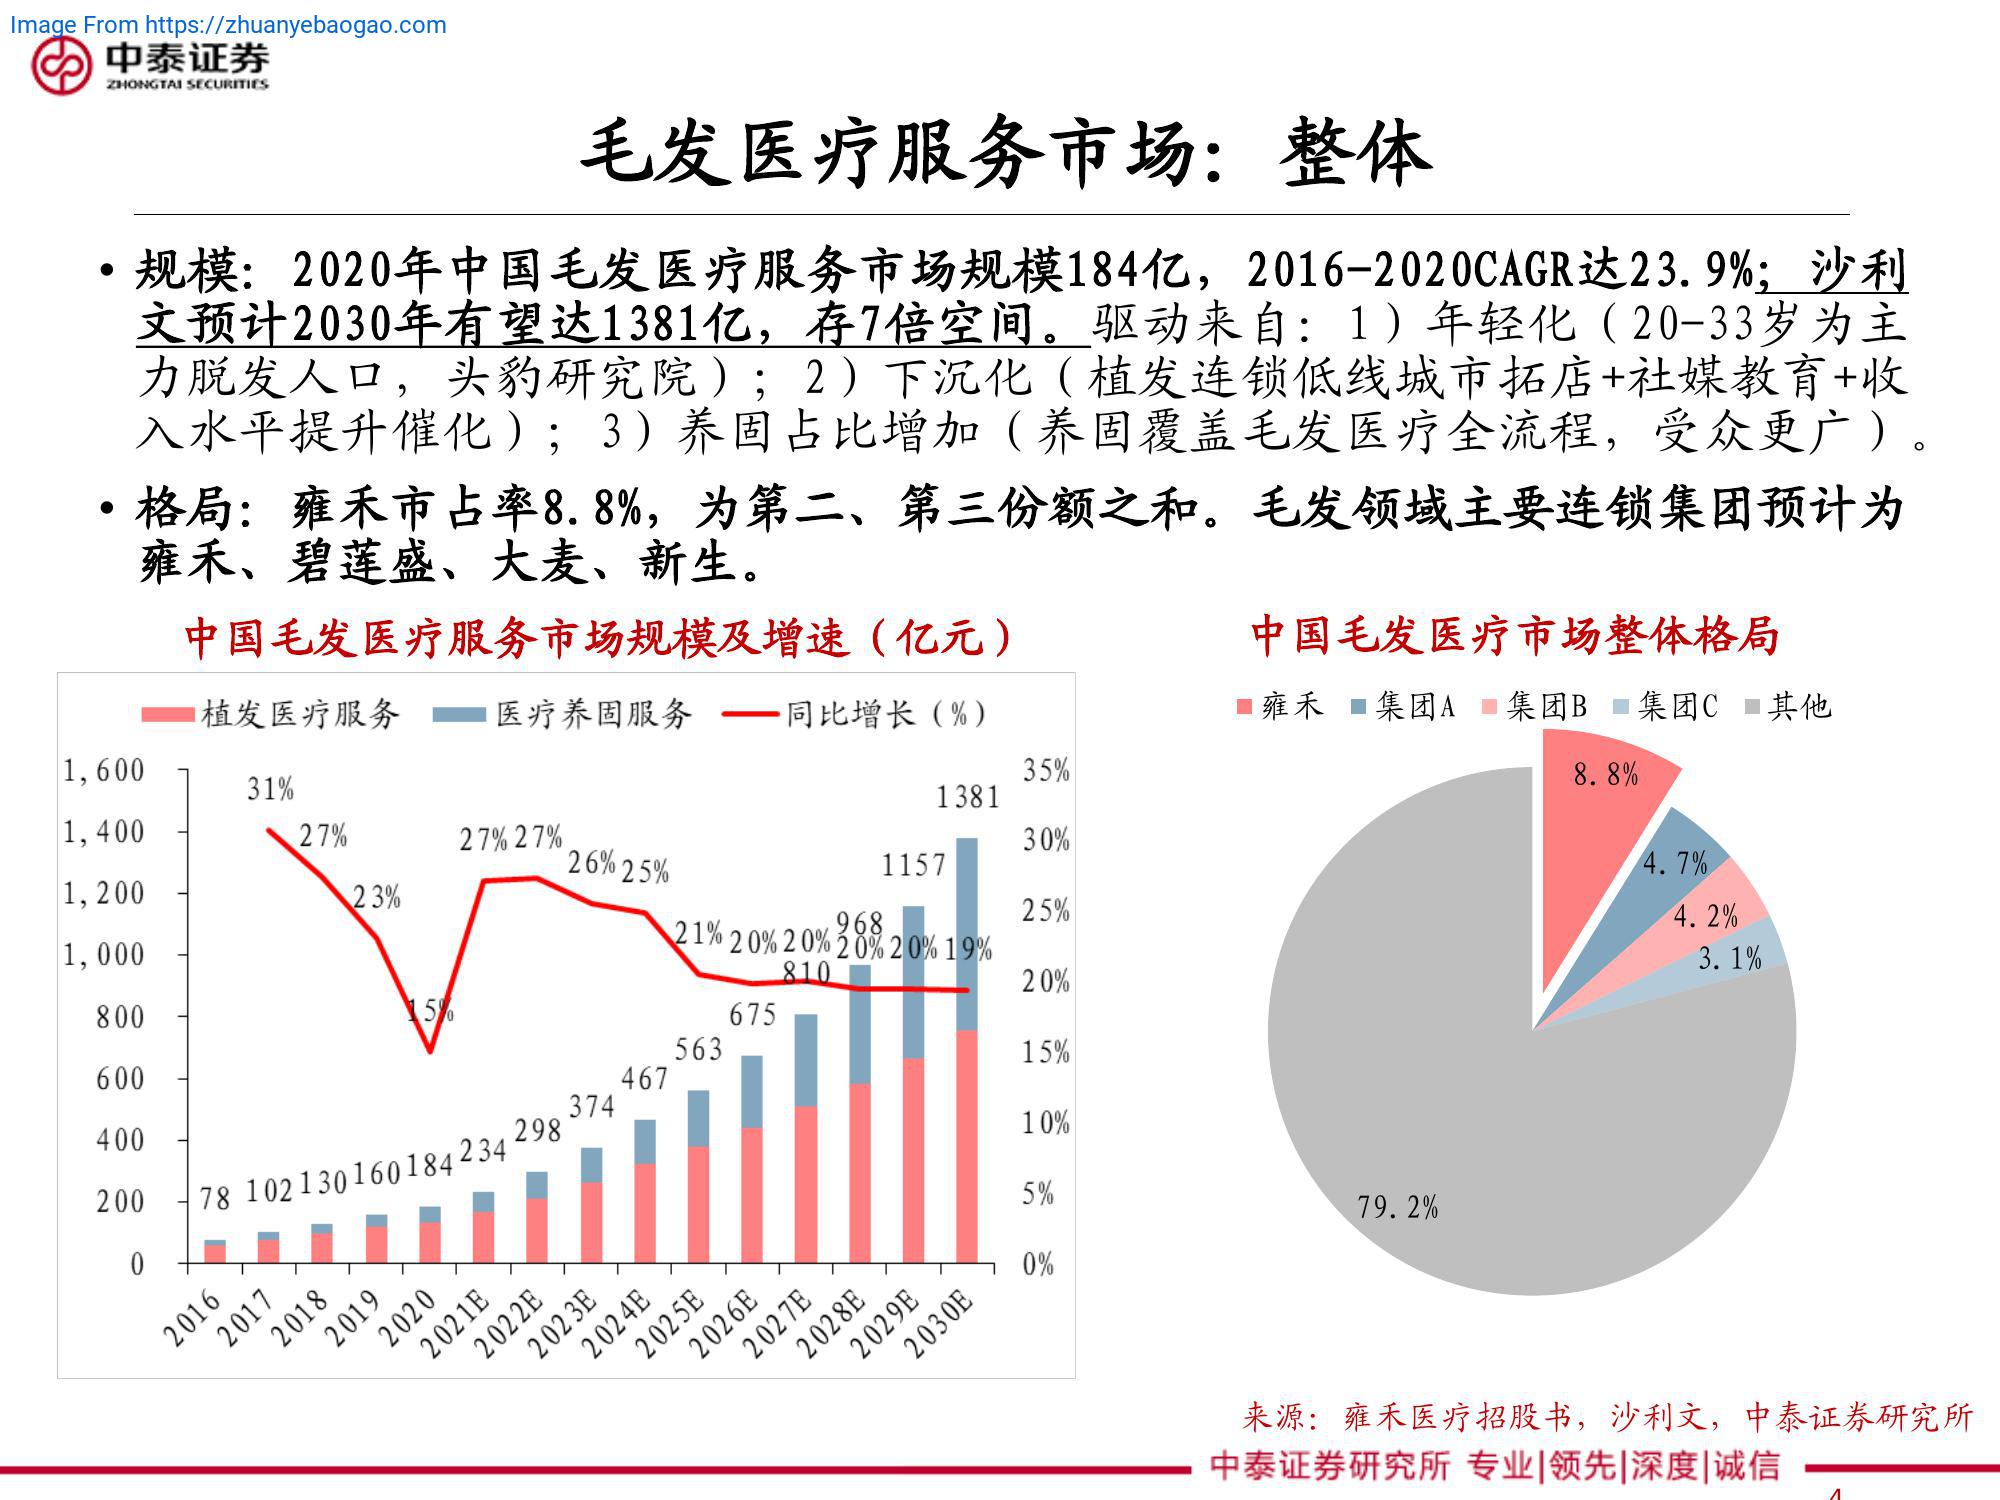 Image From https://zhuanyebaogao.com
中泰证券
ZHONGTAI SECURITIES
毛发医疗服务市场：整体
• 规模：2020年中国毛发医疗服务市场规模184亿，2016-2020CAGR达23.9%；沙利
文预计2030年有望达1381亿，存7倍空间。驱动来自：1）年轻化（20-33岁为主
力脱发人口，头豹研究院）；2）下沉化（植发连锁低线城市拓店+社媒教育+收
入水平提升催化）；3）养固占比增加（养固覆盖毛发医疗全流程，受众更广）。
• 格局：雍禾市占率8.8%，为第二、第三份额之和。毛发领域主要连锁集团预计为
雍禾、碧莲盛、大麦、新生。
中国毛发医疗服务市场规模及增速（亿元）
植发医疗服务 医疗养固服务 同比增长（%）
1,600
1,400
1,200
1,000
800
600
400
200
0
35%
30%
25%
20%
15%
10%
5%
0%
31%
27%
23%
15%
27%
27%
26%
25%
21%
20%
20%
20%
20%
19%
78
102
130
160
184
234
298
374
467
563
675
810
968
1157
1381
2016
2017
2018
2019
2020
2021E
2022E
2023E
2024E
2025E
2026E
2027E
2028E
2029E
2030E
中国毛发医疗市场整体格局
雍禾 集团A 集团B 集团C 其他
8.8%
4.7%
4.2%
3.1%
79.2%
来源：雍禾医疗招股书，沙利文，中泰证券研究所
中泰证券研究所 专业|领先|深度|诚信
4